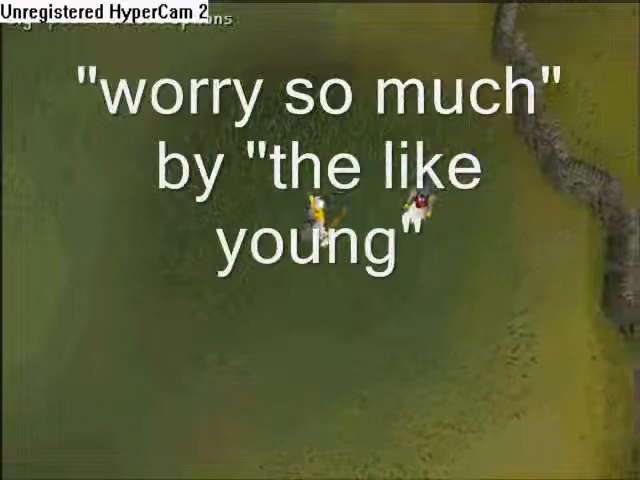 Unregistered HyperCam 2
"worry so much"
by "the like
young"